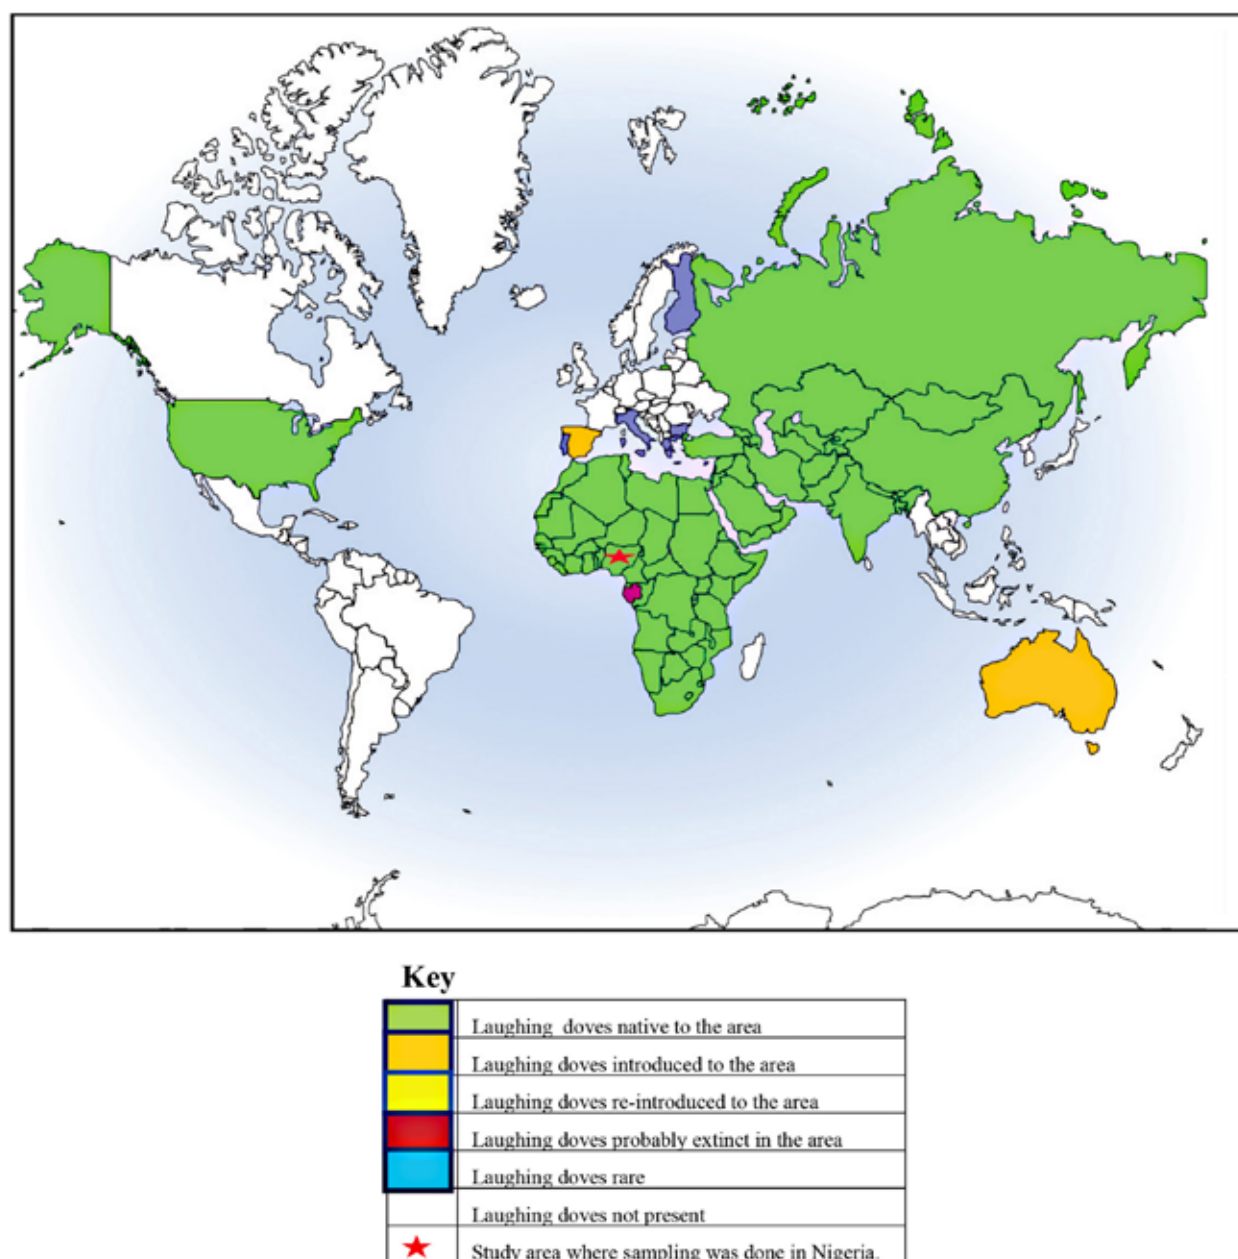 Key
Laughing doves native to the area
Laughing doves introduced to the area
Laughing doves re-introduced to the area
Laughing doves probably extinct in the area
Laughing doves rare
Laughing doves not present
Study area where sampling was done in Nigeria.